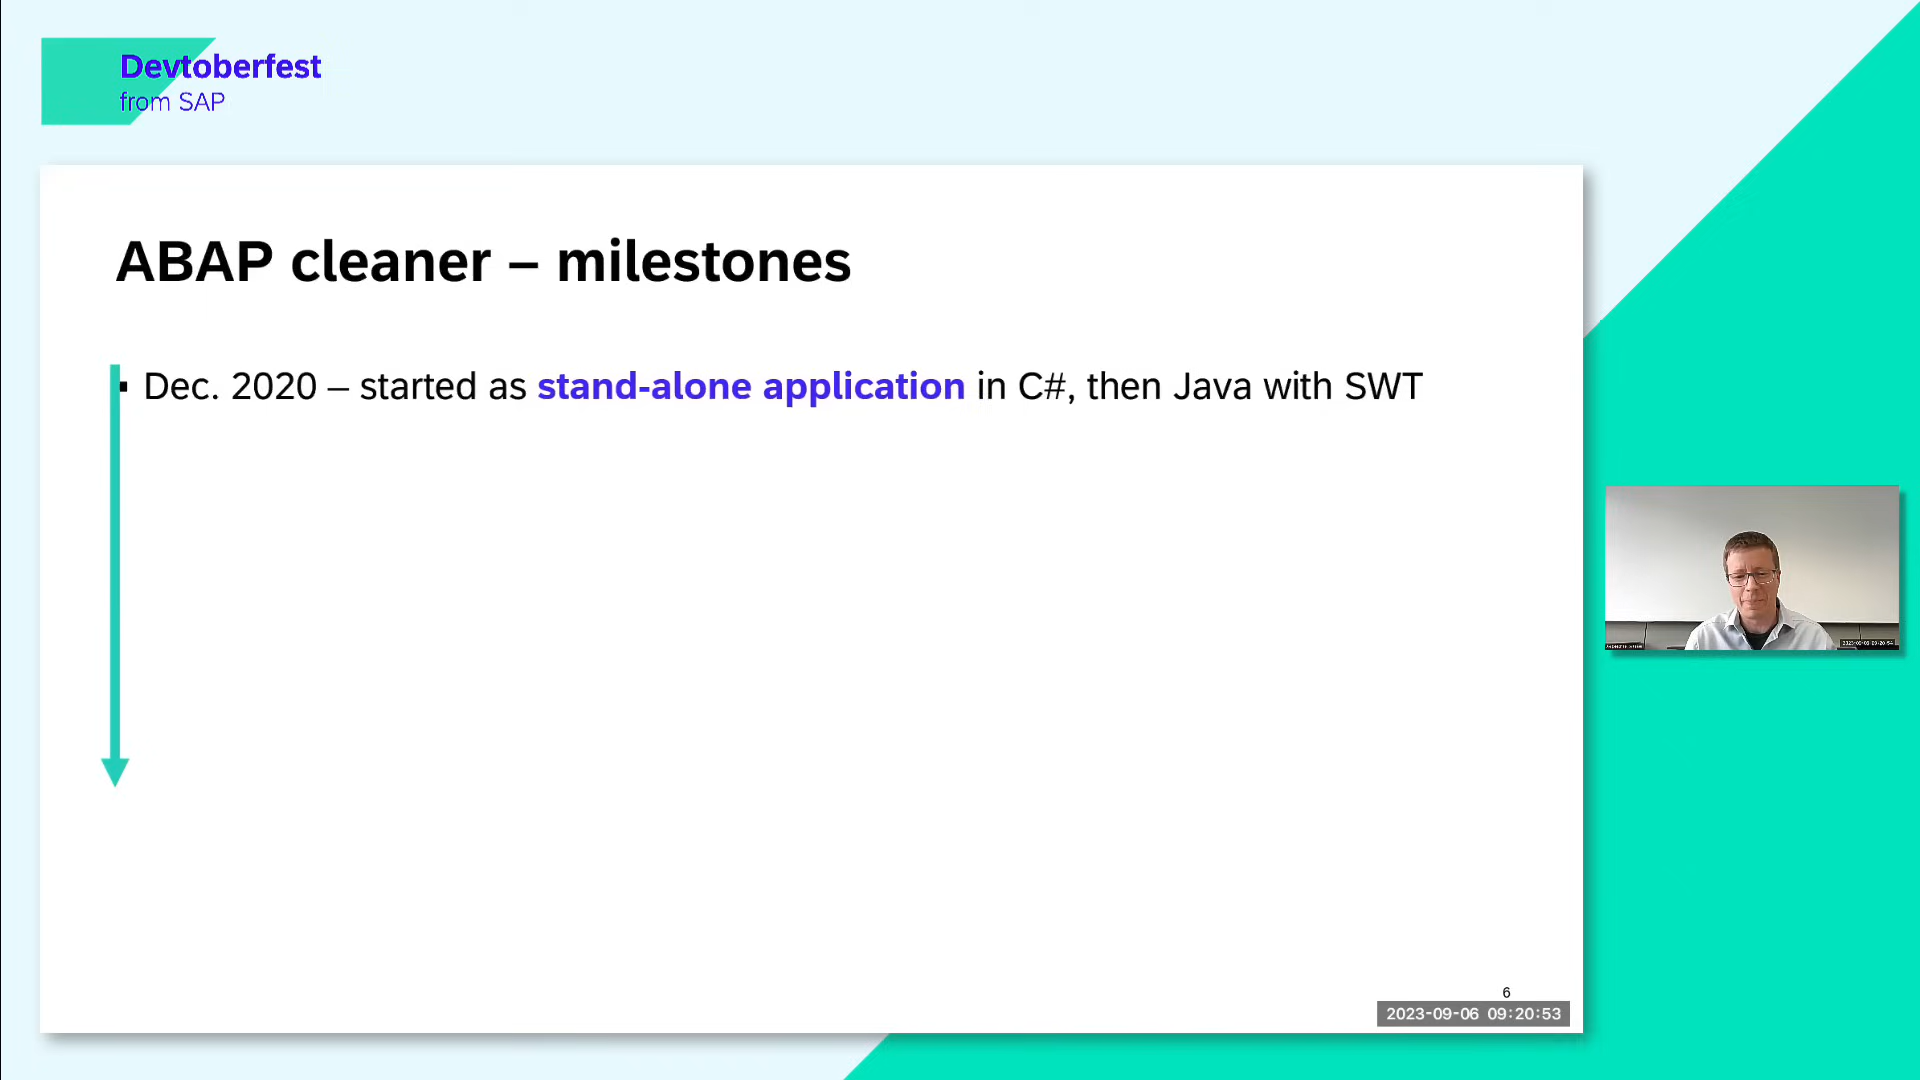 Devtoberfest
from SAP
ABAP cleaner – milestones
▪ Dec. 2020 – started as stand-alone application in C#, then Java with SWT
6
2023-09-06 09:20:53